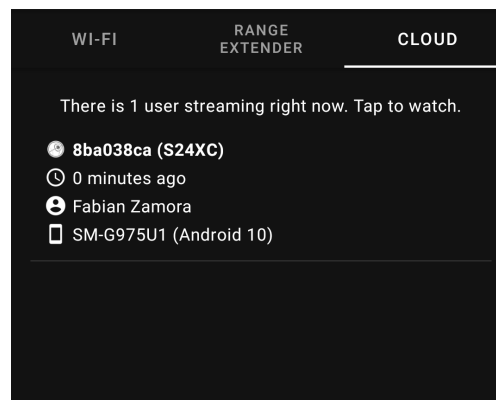 WI-FI
RANGE
EXTENDER
CLOUD
There is 1 user streaming right now. Tap to watch.
8ba038ca (S24XC)
0 minutes ago
Fabian Zamora
SM-G975U1 (Android 10)